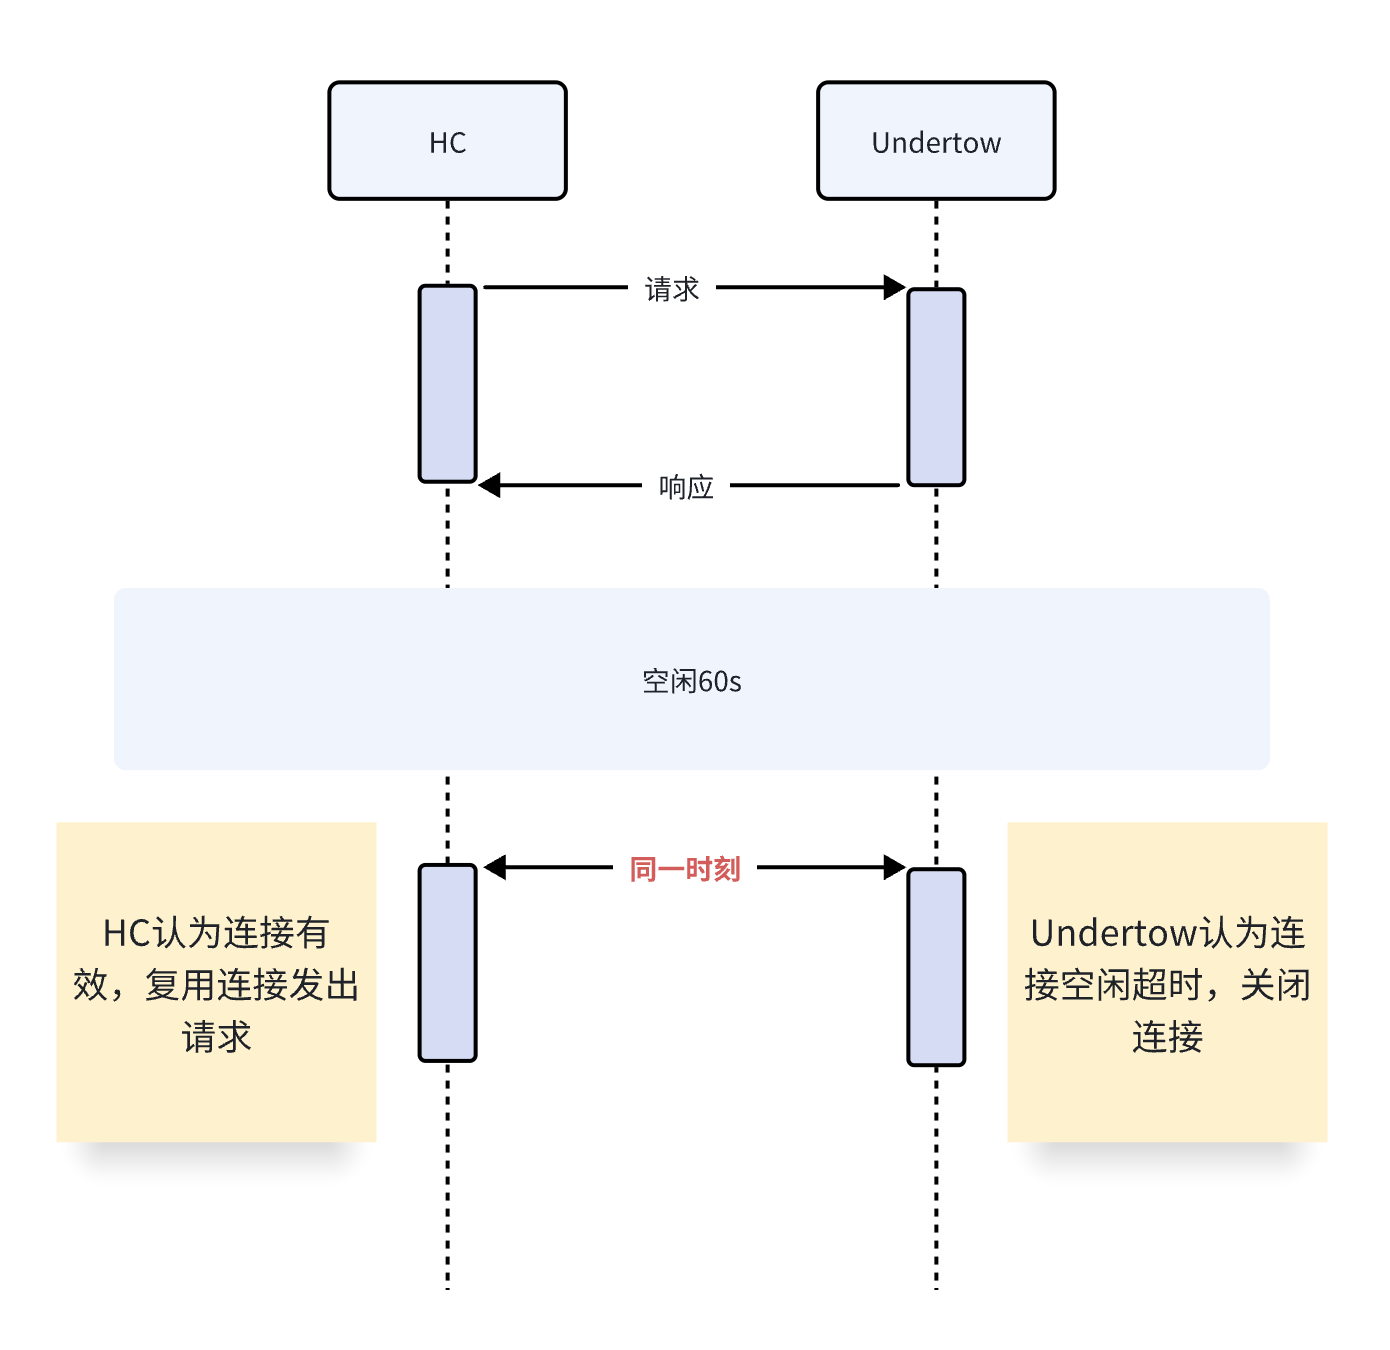 HC
Undertow
请求
响应
空闲60s
同一时刻
HC认为连接有
效，复用连接发出
请求
Undertow认为连
接空闲超时，关闭
连接